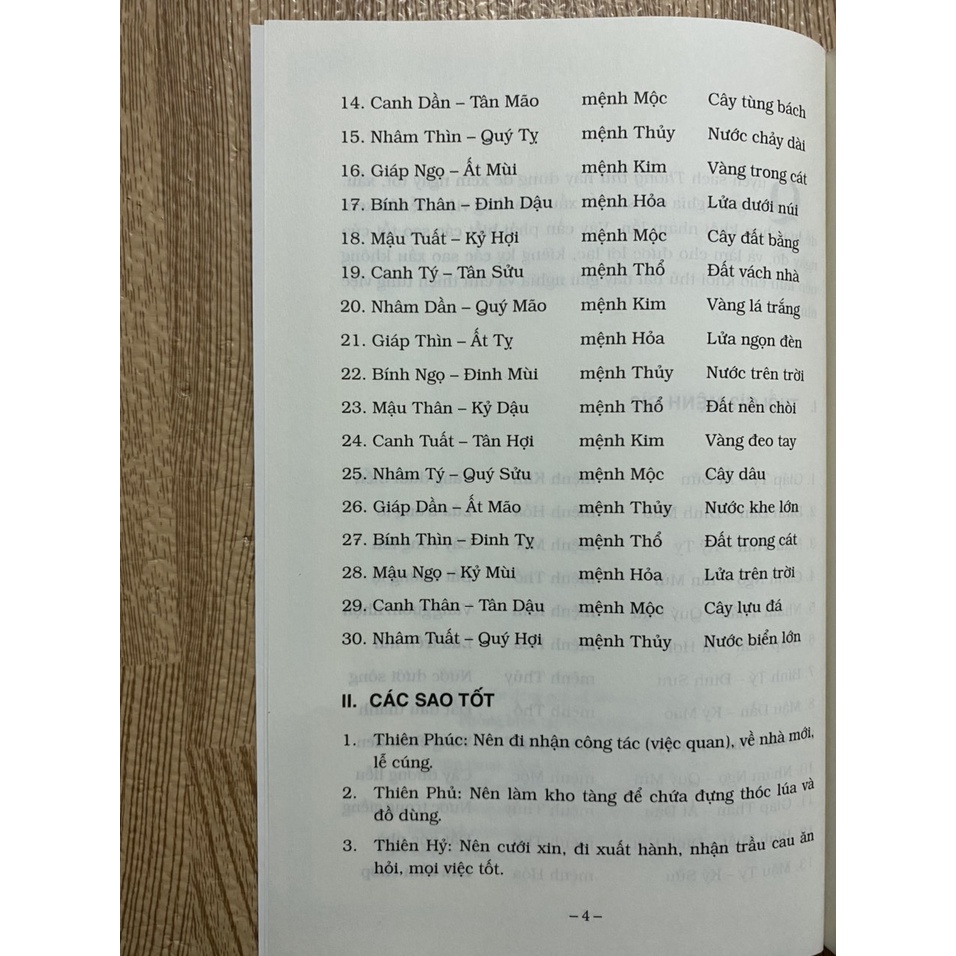 14. Canh Dần – Tân Mão mệnh Mộc Cây tùng bách
15. Nhâm Thìn – Quý Tỵ mệnh Thủy Nước chảy dài
16. Giáp Ngọ – Ất Mùi mệnh Kim Vàng trong cát
17. Bính Thân – Đinh Dậu mệnh Hỏa Lửa dưới núi
18. Mậu Tuất – Kỷ Hợi mệnh Mộc Cây đất bằng
19. Canh Tý – Tân Sửu mệnh Thổ Đất vách nhà
20. Nhâm Dần – Quý Mão mệnh Kim Vàng lá trắng
21. Giáp Thìn – Ất Tỵ mệnh Hỏa Lửa ngọn đèn
22. Bính Ngọ – Đinh Mùi mệnh Thủy Nước trên trời
23. Mậu Thân – Kỷ Dậu mệnh Thổ Đất nền chòi
24. Canh Tuất – Tân Hợi mệnh Kim Vàng đeo tay
25. Nhâm Tý – Quý Sửu mệnh Mộc Cây dâu
26. Giáp Dần – Ất Mão mệnh Thủy Nước khe lớn
27. Bính Thìn – Đinh Tỵ mệnh Thổ Đất trong cát
28. Mậu Ngọ – Kỷ Mùi mệnh Hỏa Lửa trên trời
29. Canh Thân – Tân Dậu mệnh Mộc Cây lựu đá
30. Nhâm Tuất – Quý Hợi mệnh Thủy Nước biển lớn
II. CÁC SAO TỐT
1. Thiên Phúc: Nên đi nhận công tác (việc quan), về nhà mới,
lễ cúng.
2. Thiên Phủ: Nên làm kho tàng để chứa đựng thóc lúa và
đồ dùng.
3. Thiên Hỷ: Nên cưới xin, đi xuất hành, nhận trầu cau ăn
hỏi, mọi việc tốt.
– 4 –